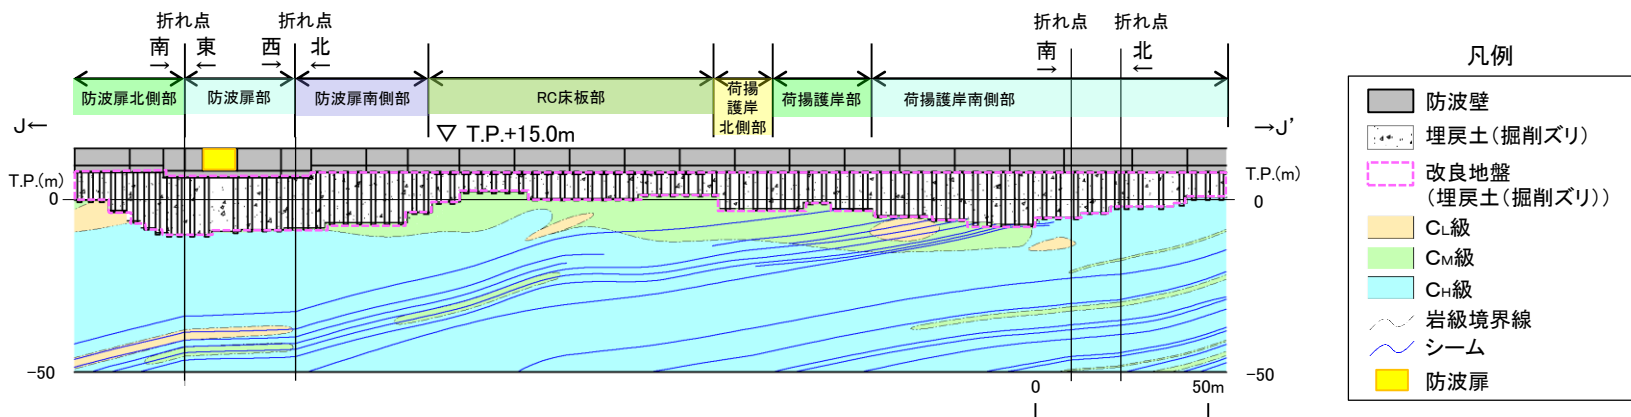 折れ点 折れ点 折れ点 折れ点
南 東 西 北 南 北
→ ← → ← → ←
防波扉北側部 防波扉部 防波扉南側部 RC床板部 荷揚護岸北側部 荷揚護岸部 荷揚護岸南側部
J← ▽ T.P.+15.0m →J’
T.P.(m) T.P.(m)
0 0
-50 -50
0 50m
凡例
防波壁
埋戻土(掘削ズリ)
改良地盤
(埋戻土(掘削ズリ))
CL級
CM級
CH級
岩級境界線
シーム
防波扉